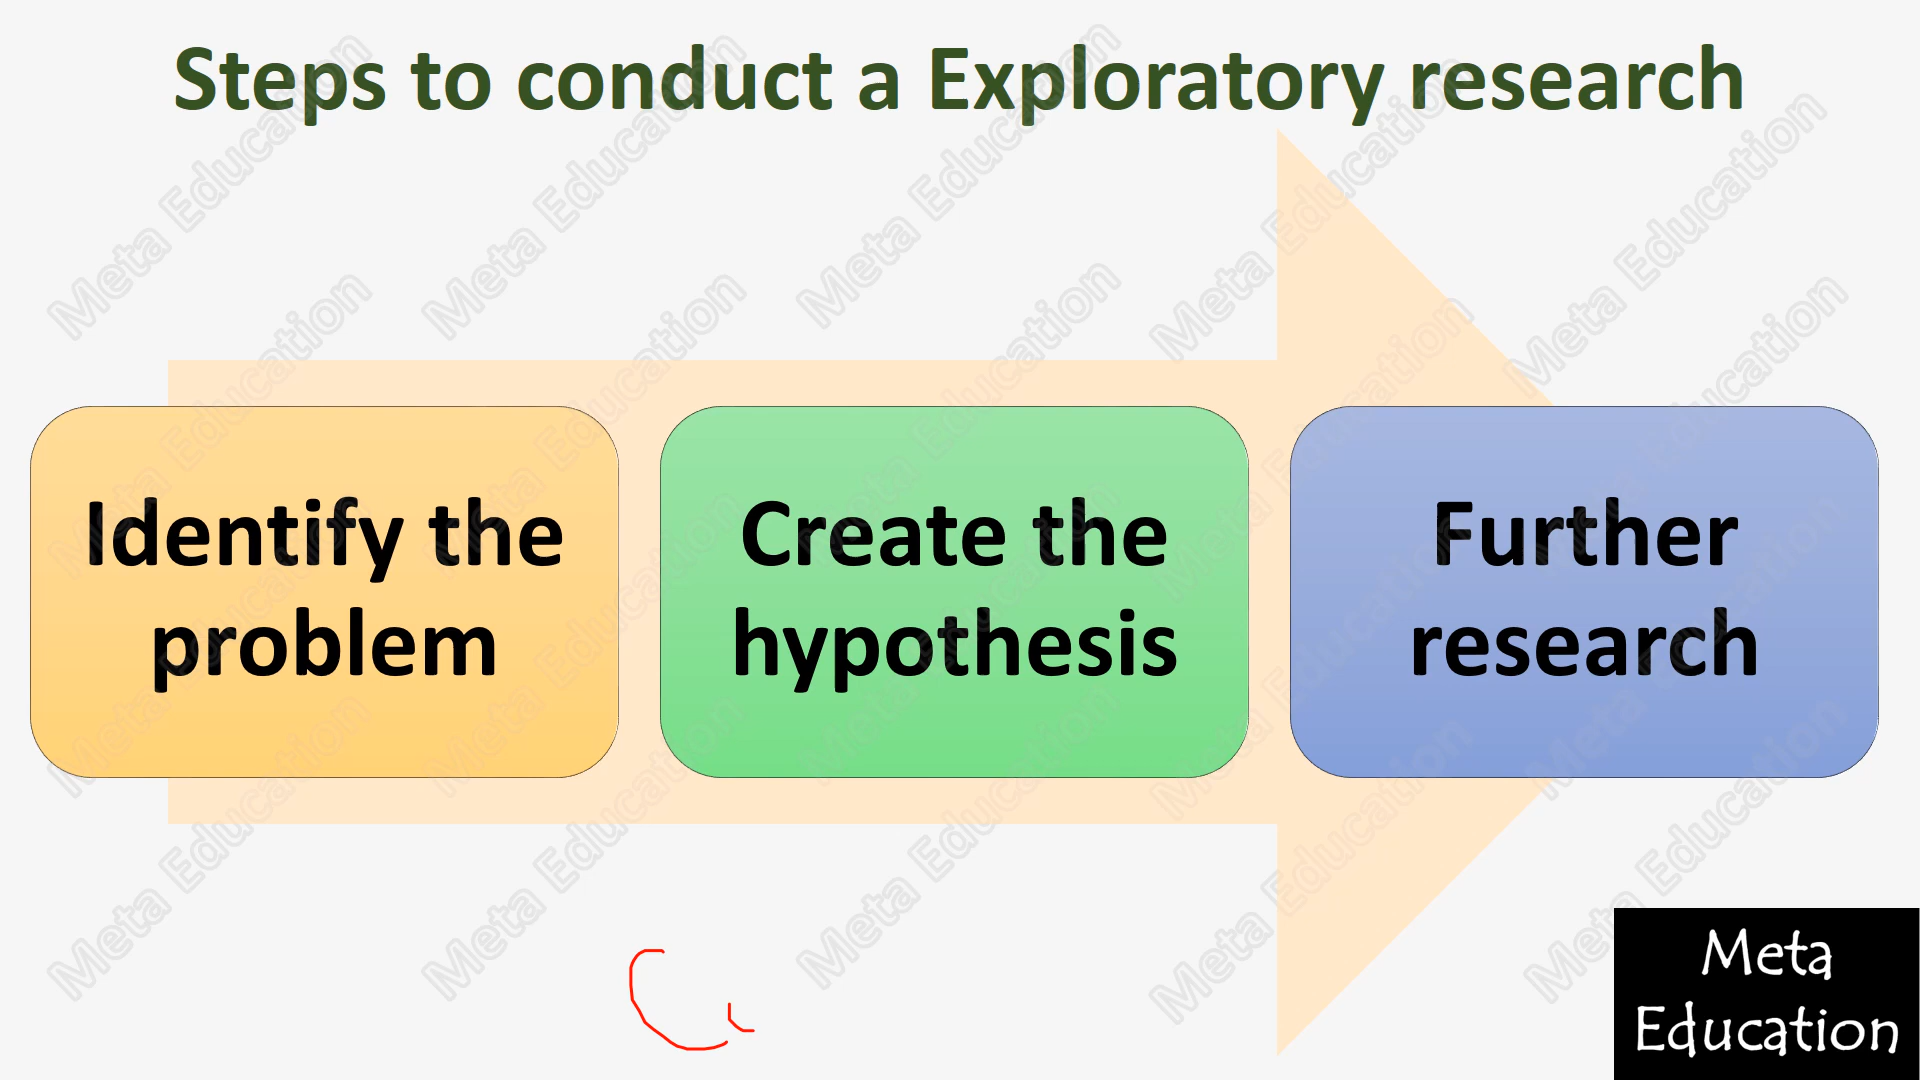 Steps to conduct a Exploratory research
Identify the
problem
Create the
hypothesis
Further
research
Meta
Education